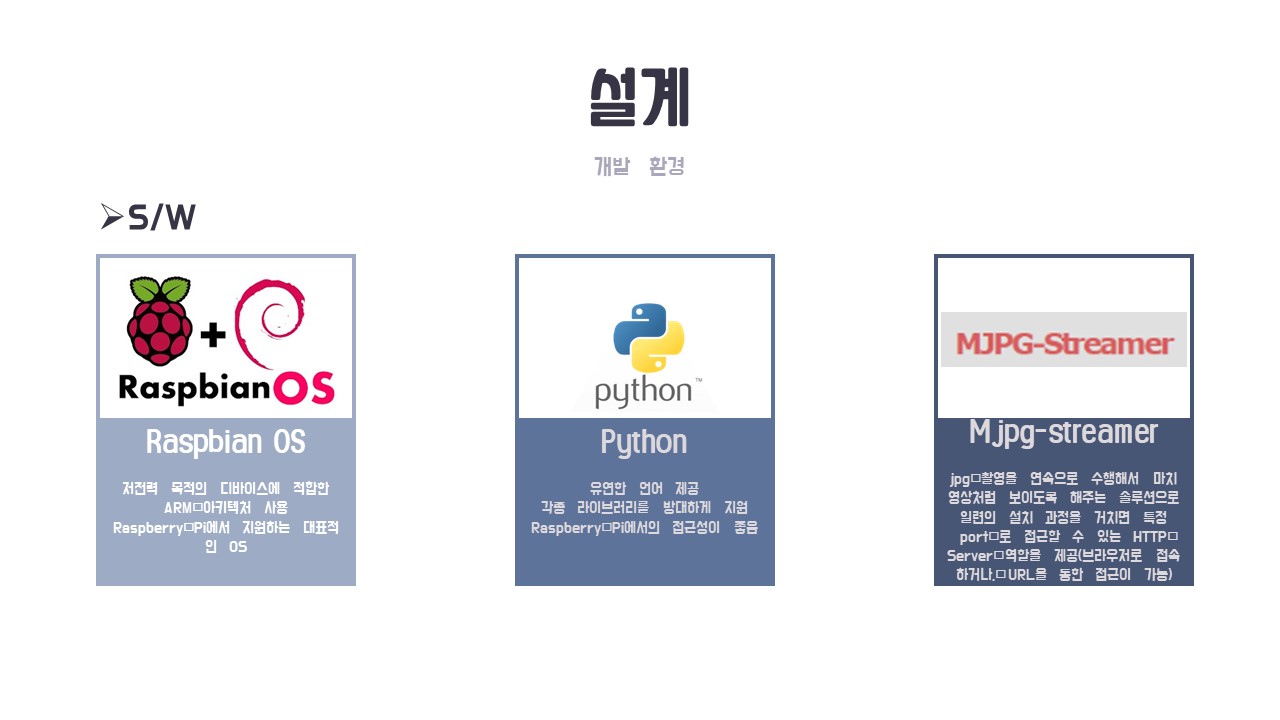 설계
개발 환경
➢S/W
RaspbianOS
Raspbian OS
저전력 목적의 디바이스에 적합한
ARM□아키텍처 사용
Raspberry□Pi에서 지원하는 대표적
인 OS
python™
Python
유연한 언어 제공
각종 라이브러리를 방대하게 지원
Raspberry□Pi에서의 접근성이 좋음
MJPG-Streamer
Mjpg-streamer
jpg□촬영을 연속으로 수행해서 마치
영상처럼 보이도록 해주는 솔루션으로
일련의 설치 과정을 거치면 특정
port□로 접근할 수 있는 HTTP□
Server□역할을 제공(브라우저로 접속
하거나,□URL을 통한 접근이 가능)